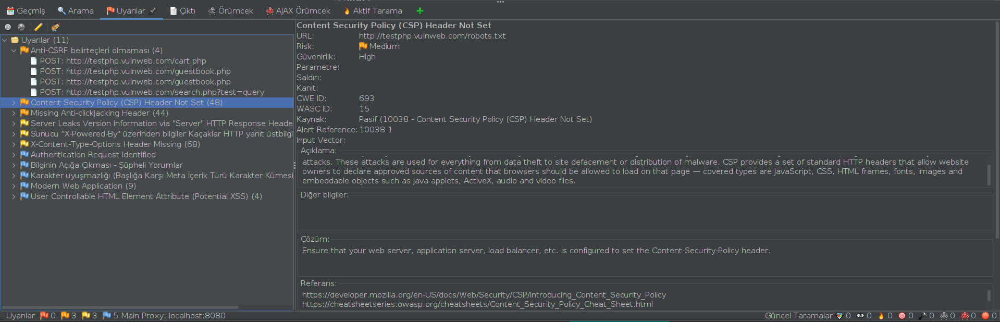 Geçmiş Arama Uyarılar Çıktı Örümcek AJAX Örümcek Aktif Tarama
Uyarılar (11)
Anti-CSRF belirteçleri olmaması (4)
POST: http://testphp.vulnweb.com/cart.php
POST: http://testphp.vulnweb.com/guestbook.php
POST: http://testphp.vulnweb.com/guestbook.php
POST: http://testphp.vulnweb.com/search.php?test=query
Content Security Policy (CSP) Header Not Set (48)
Missing Anti-clickjacking Header (44)
Server Leaks Version Information via "Server" HTTP Response Heade
Sunucu "X-Powered-By" üzerinden bilgiler Kaçaklar HTTP yanıt üstbilgi
X-Content-Type-Options Header Missing (68)
Authentication Request Identified
Bilginin Açığa Çıkması - Şüpheli Yorumlar
Karakter uyuşmazlığı (Başlığa Karşı Meta İçerik Türü Karakter Kümesi
Modern Web Application (9)
User Controllable HTML Element Attribute (Potential XSS) (4)
Content Security Policy (CSP) Header Not Set
URL: http://testphp.vulnweb.com/robots.txt
Risk: Medium
Güvenirlik: High
Parametre:
Saldırı:
Kanıt:
CWE ID: 693
WASC ID: 15
Kaynak: Pasif (10038 - Content Security Policy (CSP) Header Not Set)
Alert Reference: 10038-1
Input Vector:
Açıklama:
attacks. These attacks are used for everything from data theft to site defacement or distribution of malware. CSP provides a set of standard HTTP headers that allow website
owners to declare approved sources of content that browsers should be allowed to load on that page — covered types are JavaScript, CSS, HTML frames, fonts, images and
embeddable objects such as Java applets, ActiveX, audio and video files.
Diğer bilgiler:
Çözüm:
Ensure that your web server, application server, load balancer, etc. is configured to set the Content-Security-Policy header.
Referans:
https://developer.mozilla.org/en-US/docs/Web/Security/CSP/Introducing_Content_Security_Policy
https://cheatsheetseries.owasp.org/cheatsheets/Content_Security_Policy_Cheat_Sheet.html
Uyarılar 0 3 3 5 Main Proxy: localhost:8080 Güncel Taramalar 0 0 0 0 0 0 0 0